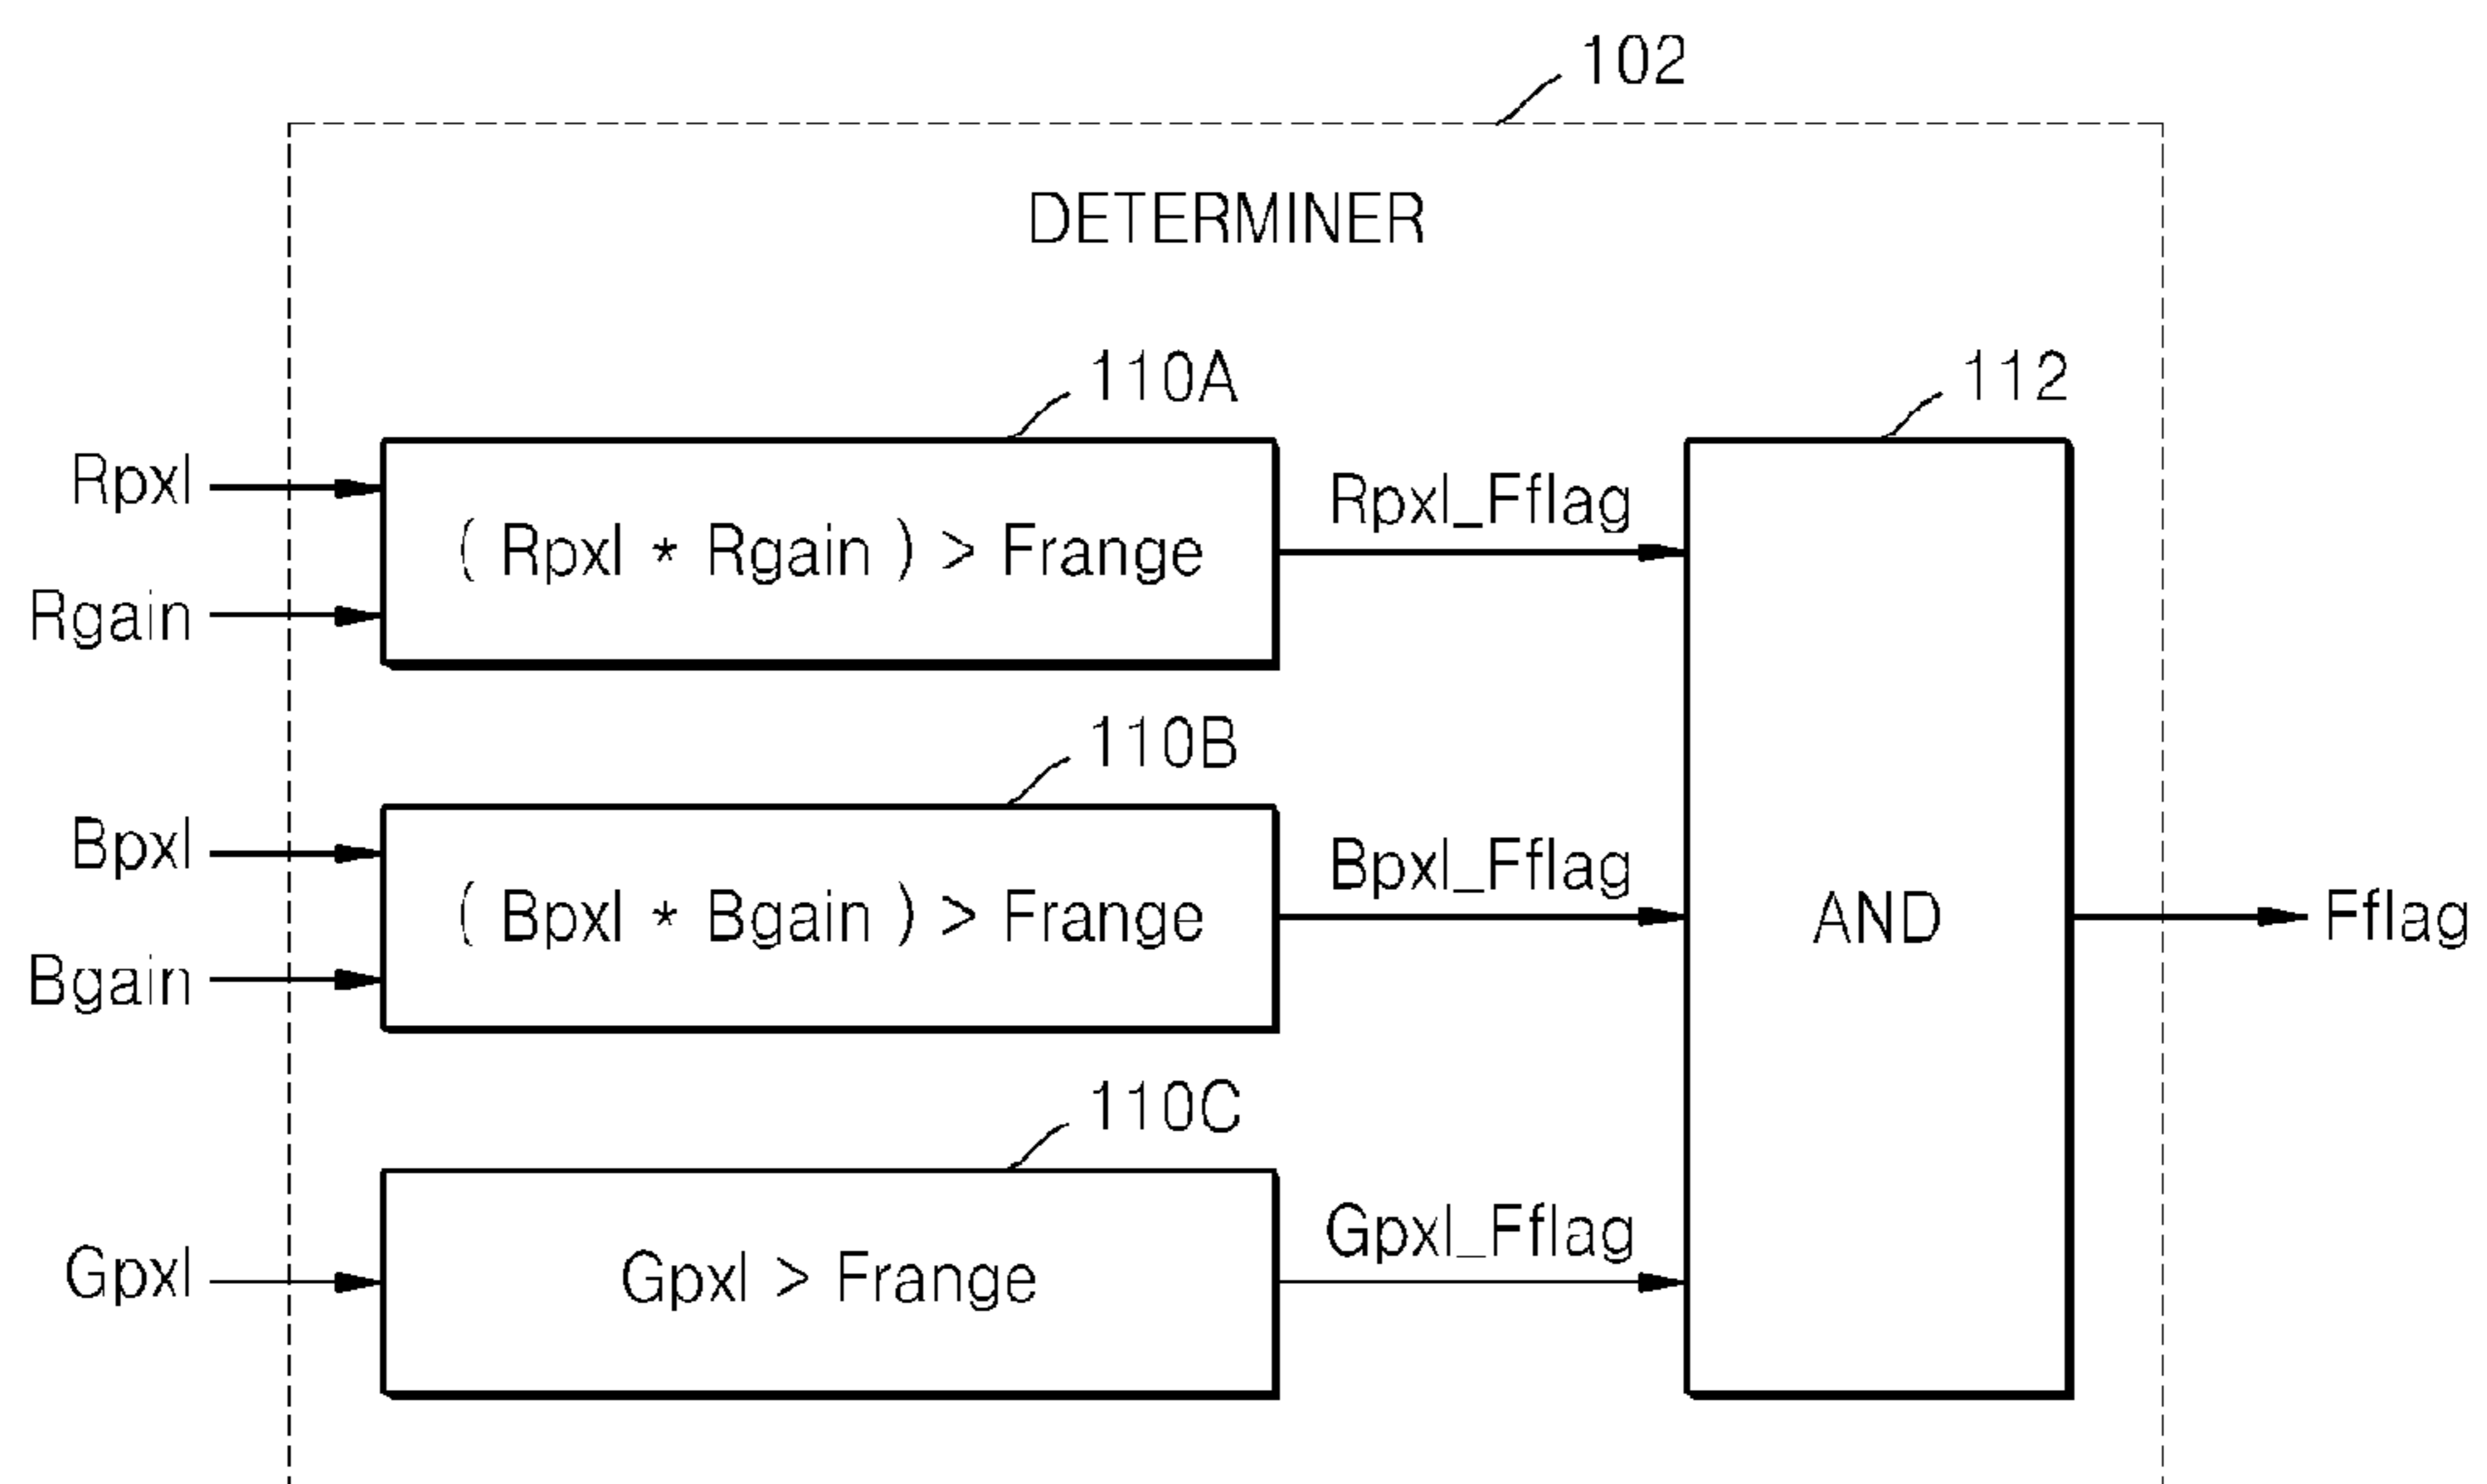 102
DETERMINER
110A
112
Rpxl
Rgain
( Rpxl * Rgain ) > Frange
Rpxl_Fflag
110B
Bpxl
Bgain
( Bpxl * Bgain ) > Frange
Bpxl_Fflag
AND
Fflag
110C
Gpxl
Gpxl > Frange
Gpxl_Fflag